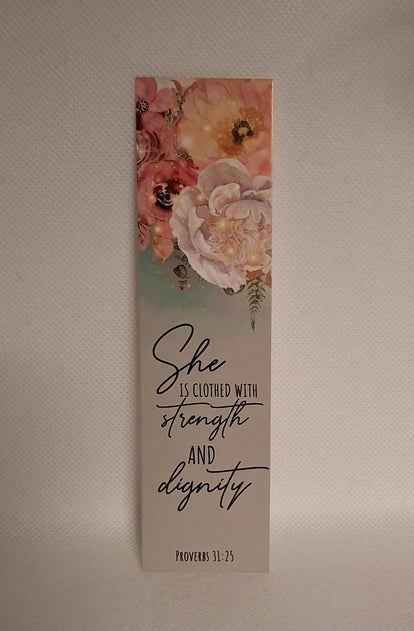 She
IS CLOTHED WITH
strength
AND
dignity
PROVERBS 31:25